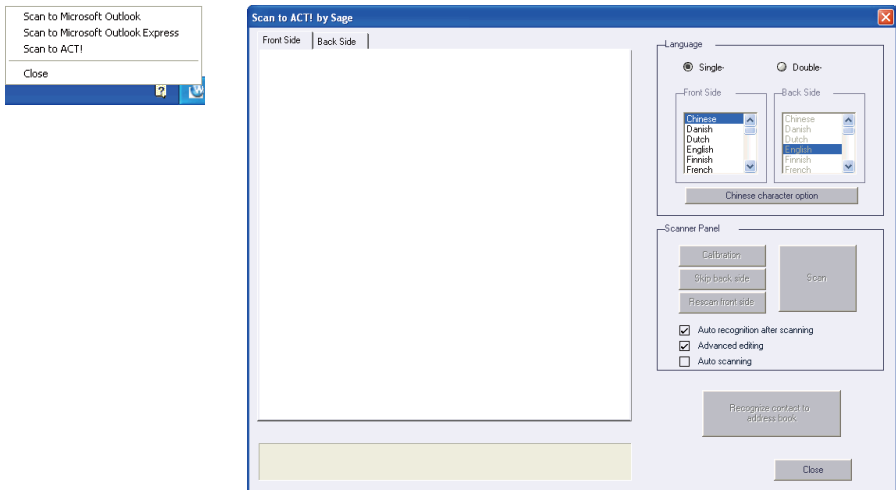 Scan to Microsoft Outlook
Scan to Microsoft Outlook Express
Scan to ACT!
Close
?
W
Scan to ACT! by Sage
Front Side
Back Side
Language
Single-
Double-
Front Side
Chinese
Danish
Dutch
English
Finnish
French
Back Side
Chinese
Danish
Dutch
English
Finnish
French
Chinese character option
Scanner Panel
Calibration
Skip back side
Rescan front side
Scan
Auto recognition after scanning
Advanced editing
Auto scanning
Recognize contact to
address book
Close